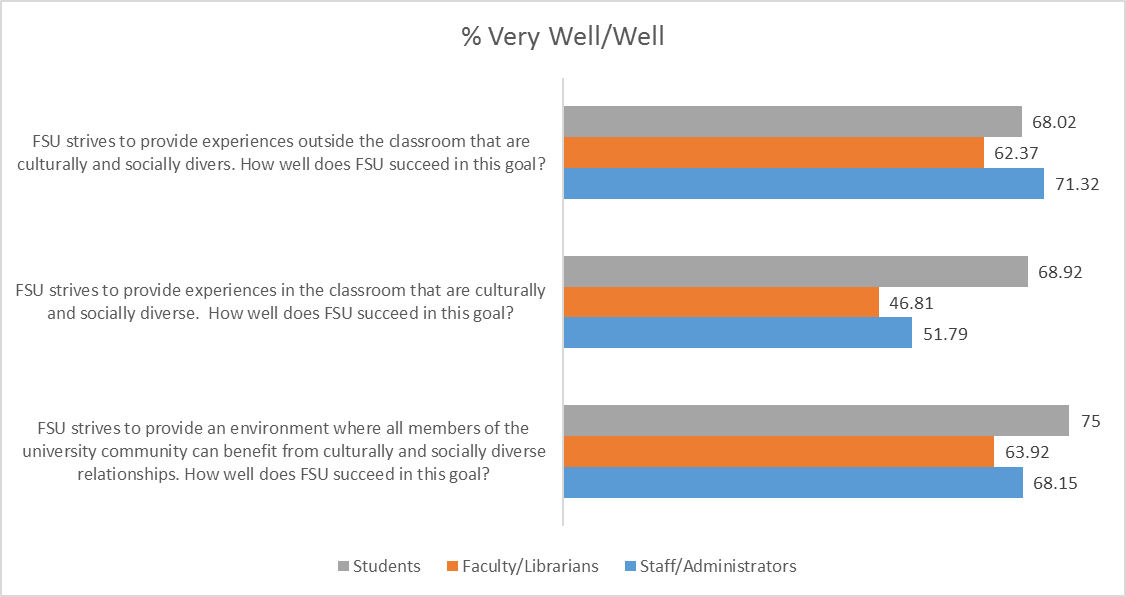 % Very Well/Well
FSU strives to provide experiences outside the classroom that are
culturally and socially divers. How well does FSU succeed in this goal?
68.02
62.37
71.32
FSU strives to provide experiences in the classroom that are culturally
and socially diverse.  How well does FSU succeed in this goal?
68.92
46.81
51.79
FSU strives to provide an environment where all members of the
university community can benefit from culturally and socially diverse
relationships. How well does FSU succeed in this goal?
75
63.92
68.15
Students Faculty/Librarians Staff/Administrators